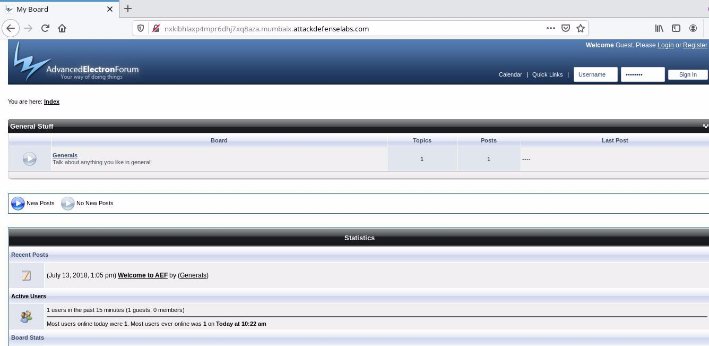 My Board
attackdefenselabs.com
Welcome Guest. Please Login or Register
AdvancedElectronForum
Your way of doing things
Calendar | Quick Links | Username •••••••• Sign In
You are here: Index
General Stuff
Board Topics Posts Last Post
Generals
Talk about anything you like in general
1 1 ----
New Posts No New Posts
Statistics
Recent Posts
(July 13, 2018, 1:05 pm) Welcome to AEF by (Generals)
Active Users
1 users in the past 15 minutes (1 guests, 0 members)
Most users online today were 1. Most users ever online was 1 on Today at 10:22 am
Board Stats